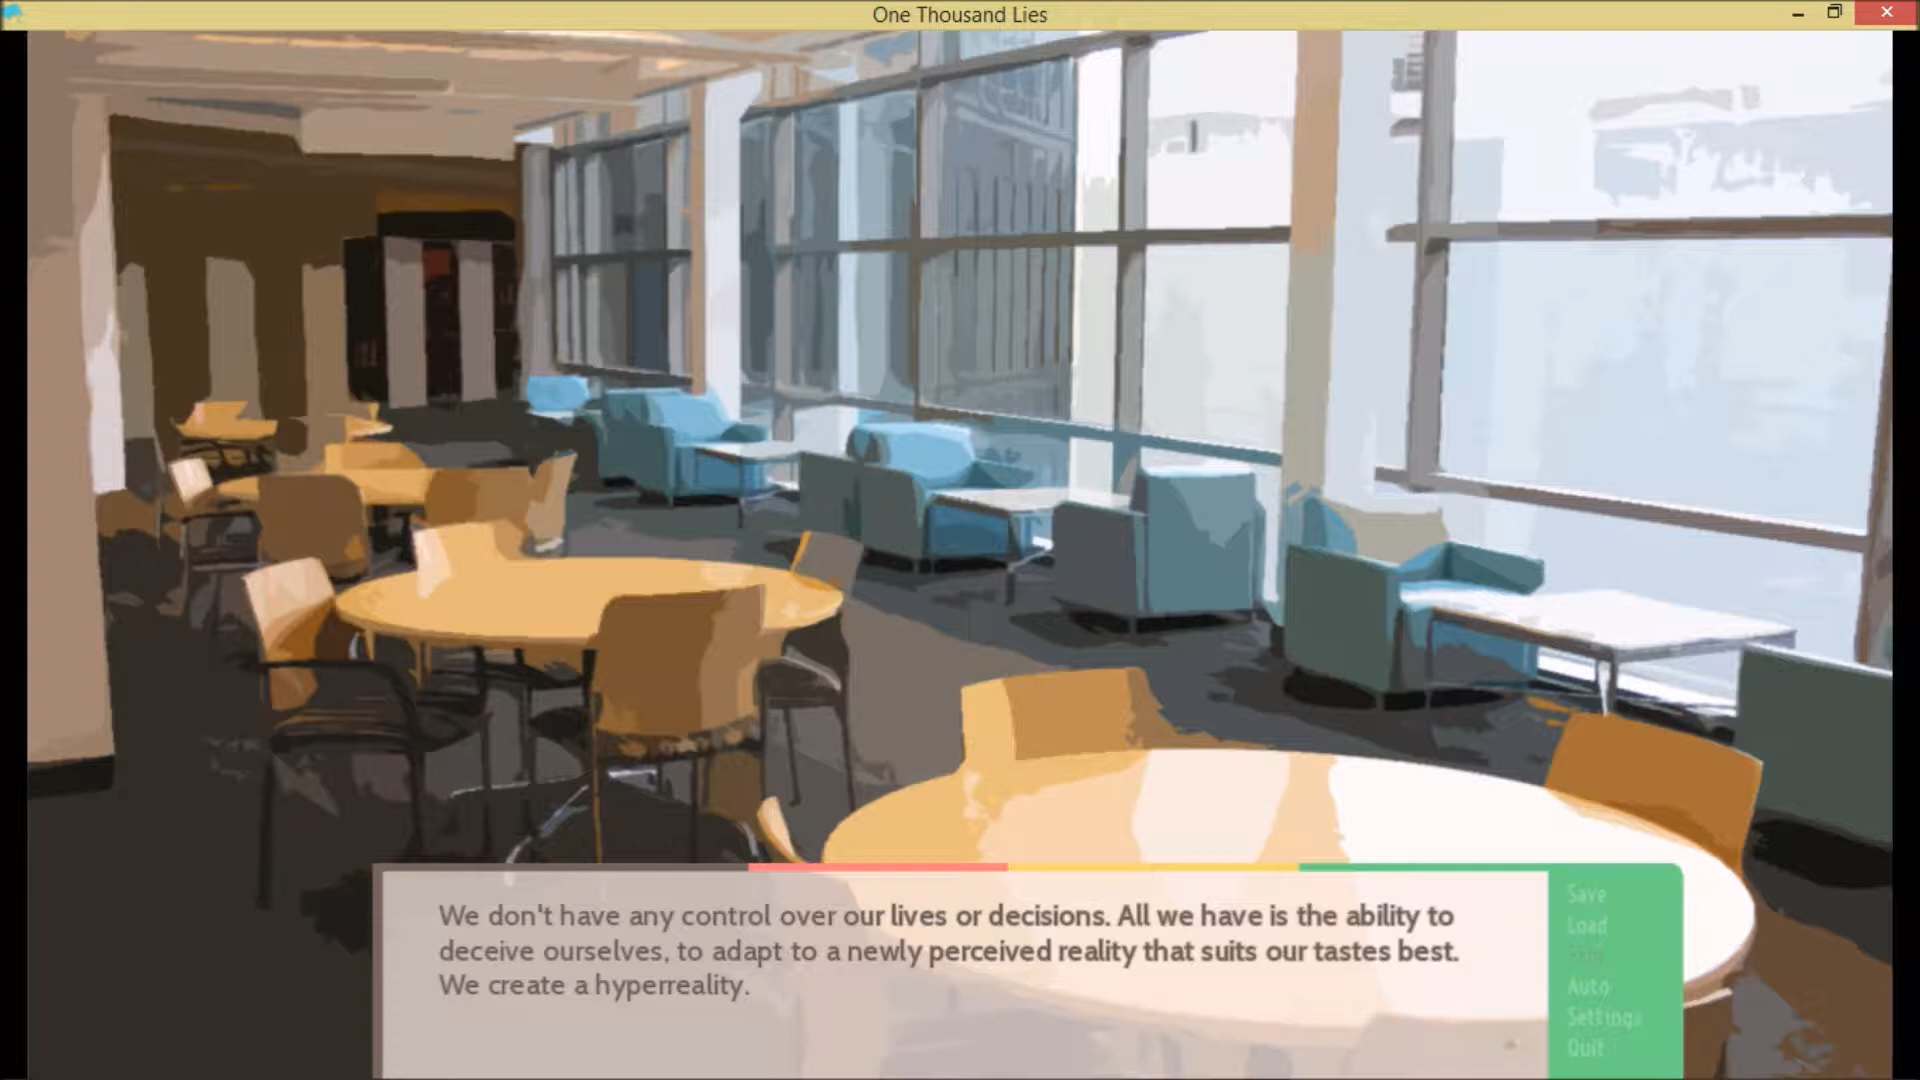 One Thousand Lies
We don't have any control over our lives or decisions. All we have is the ability to
deceive ourselves, to adapt to a newly perceived reality that suits our tastes best.
We create a hyperreality.
Save
Load
Auto
Settings
Quit